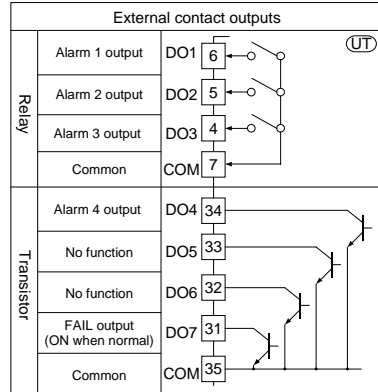 External contact outputs
UT
Relay
Alarm 1 output DO1 6
Alarm 2 output DO2 5
Alarm 3 output DO3 4
Common COM 7
Transistor
Alarm 4 output DO4 34
No function DO5 33
No function DO6 32
FAIL output
(ON when normal) DO7 31
Common COM 35